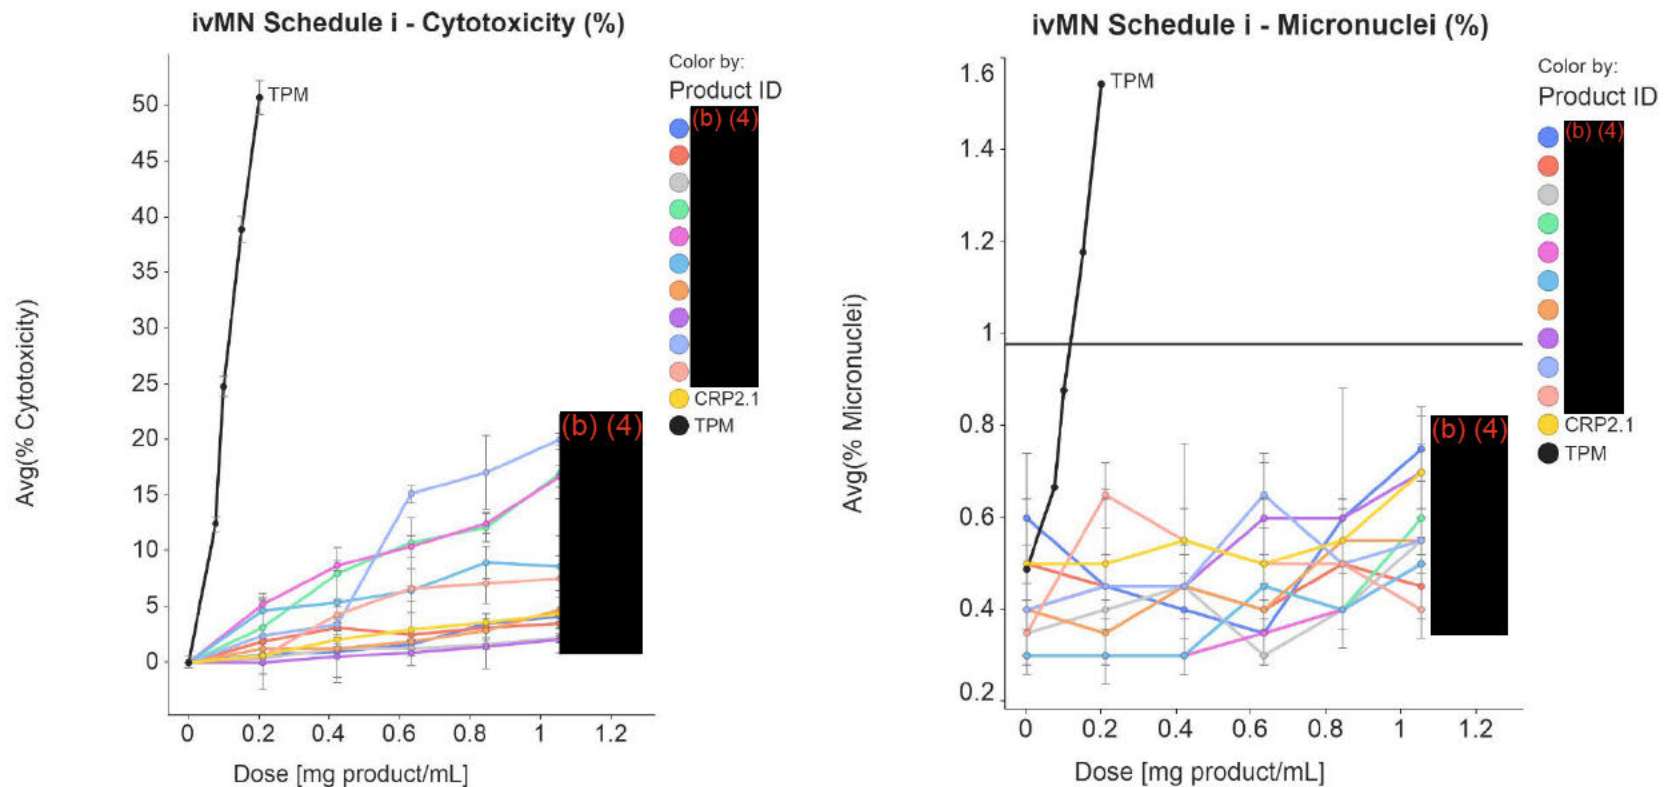 ivMN Schedule i - Cytotoxicity (%)
Avg(% Cytotoxicity)
50
45
40
35
30
25
20
15
10
5
0
TPM
0 0.2 0.4 0.6 0.8 1 1.2
Dose [mg product/mL]
Color by:
Product ID
(b) (4)
CRP2.1
TPM
(b) (4)
ivMN Schedule i - Micronuclei (%)
Avg(% Micronuclei)
1.6
1.4
1.2
1
0.8
0.6
0.4
0.2
TPM
0 0.2 0.4 0.6 0.8 1 1.2
Dose [mg product/mL]
Color by:
Product ID
(b) (4)
CRP2.1
TPM
(b) (4)